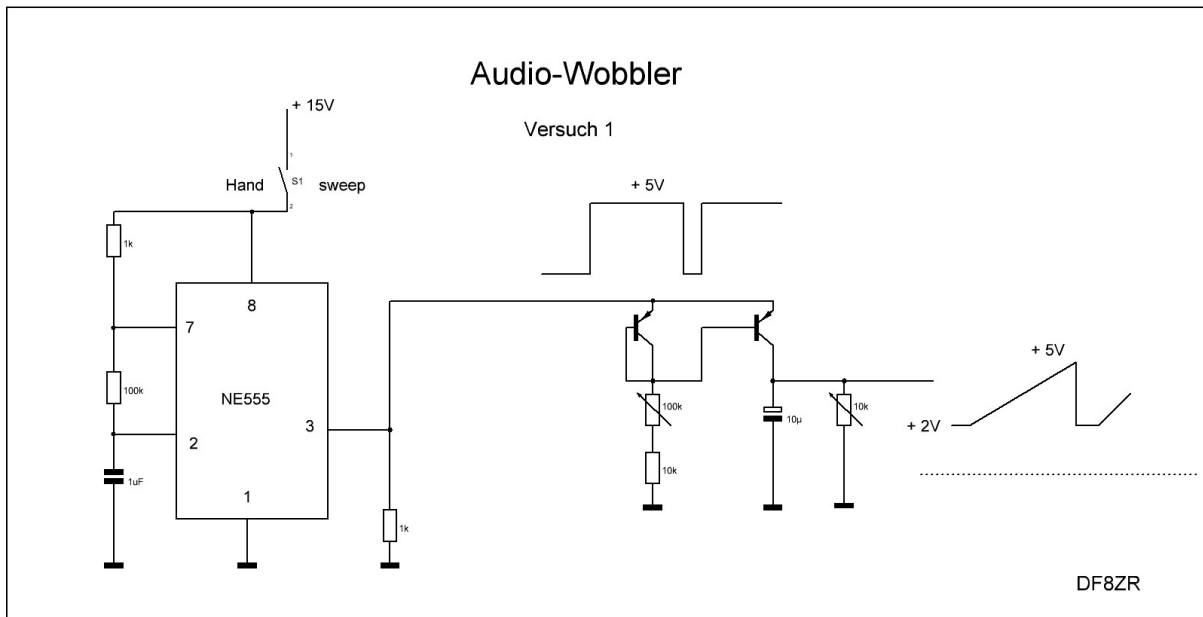 Audio-Wobbler
Versuch 1
+ 15V
1
Hand
S1
sweep
2
+ 5V
1k
8
7
100k
NE555
3
2
1uF
1
1k
100k
10k
10µ
10k
+ 5V
+ 2V
DF8ZR